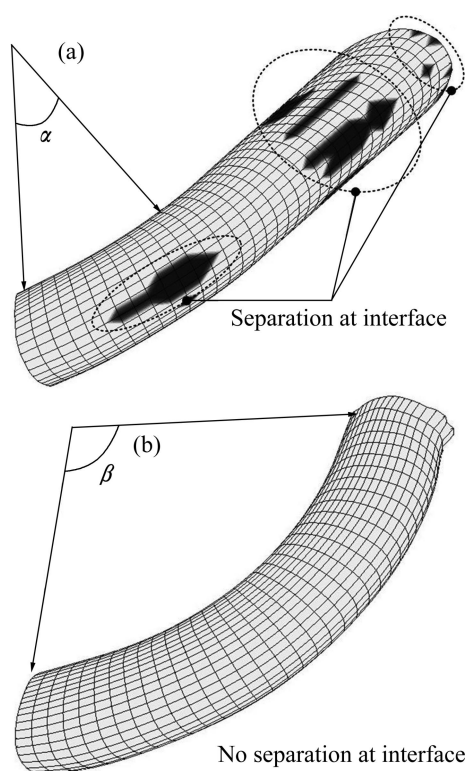 (a)
α
Separation at interface
(b)
β
No separation at interface